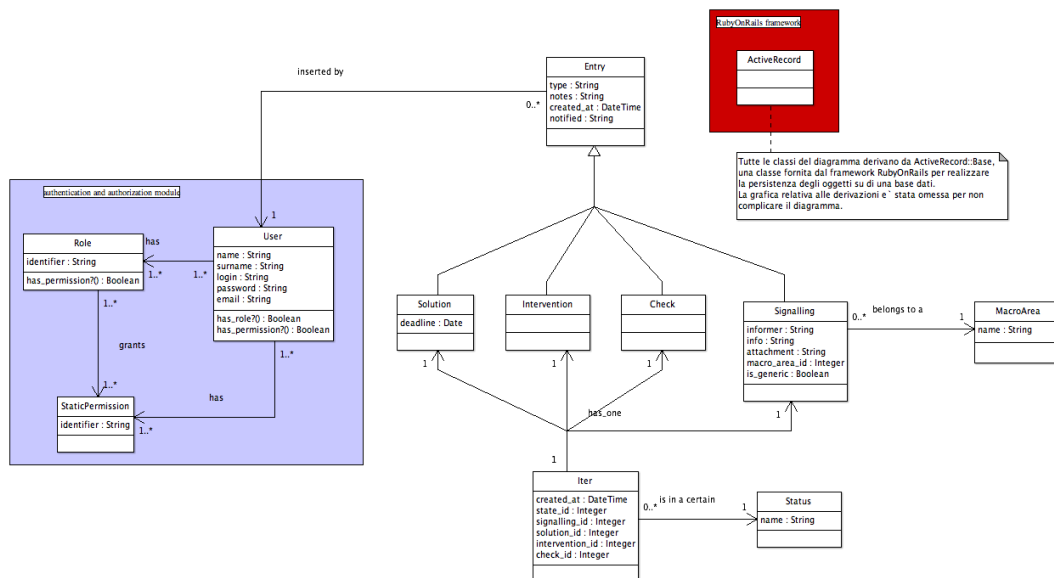 RubyOnRails framework
ActiveRecord
Entry
type : String
notes : String
created_at : DateTime
notified : String
inserted by
0..*
1
Tutte le classi del diagramma derivano da ActiveRecord::Base,
una classe fornita dal framework RubyOnRails per realizzare
la persistenza degli oggetti su di una base dati.
La grafica relativa alle derivazioni e` stata omessa per non
complicare il diagramma.
authentication and authorization module
Role
identifier : String
has_permission?() : Boolean
has
1..*
1..*
User
name : String
surname : String
login : String
password : String
email : String
has_role?() : Boolean
has_permission?() : Boolean
1..*
grants
1..*
StaticPermission
identifier : String
1..*
has
1..*
Solution
deadline : Date
Intervention
Check
Signalling
informer : String
info : String
attachment : String
macro_area_id : Integer
is_generic : Boolean
0..*
belongs to a
1
MacroArea
name : String
1
1
1
1
has_one
1
Iter
created_at : DateTime
state_id : Integer
signalling_id : Integer
solution_id : Integer
intervention_id : Integer
check_id : Integer
0..*
is in a certain
1
Status
name : String